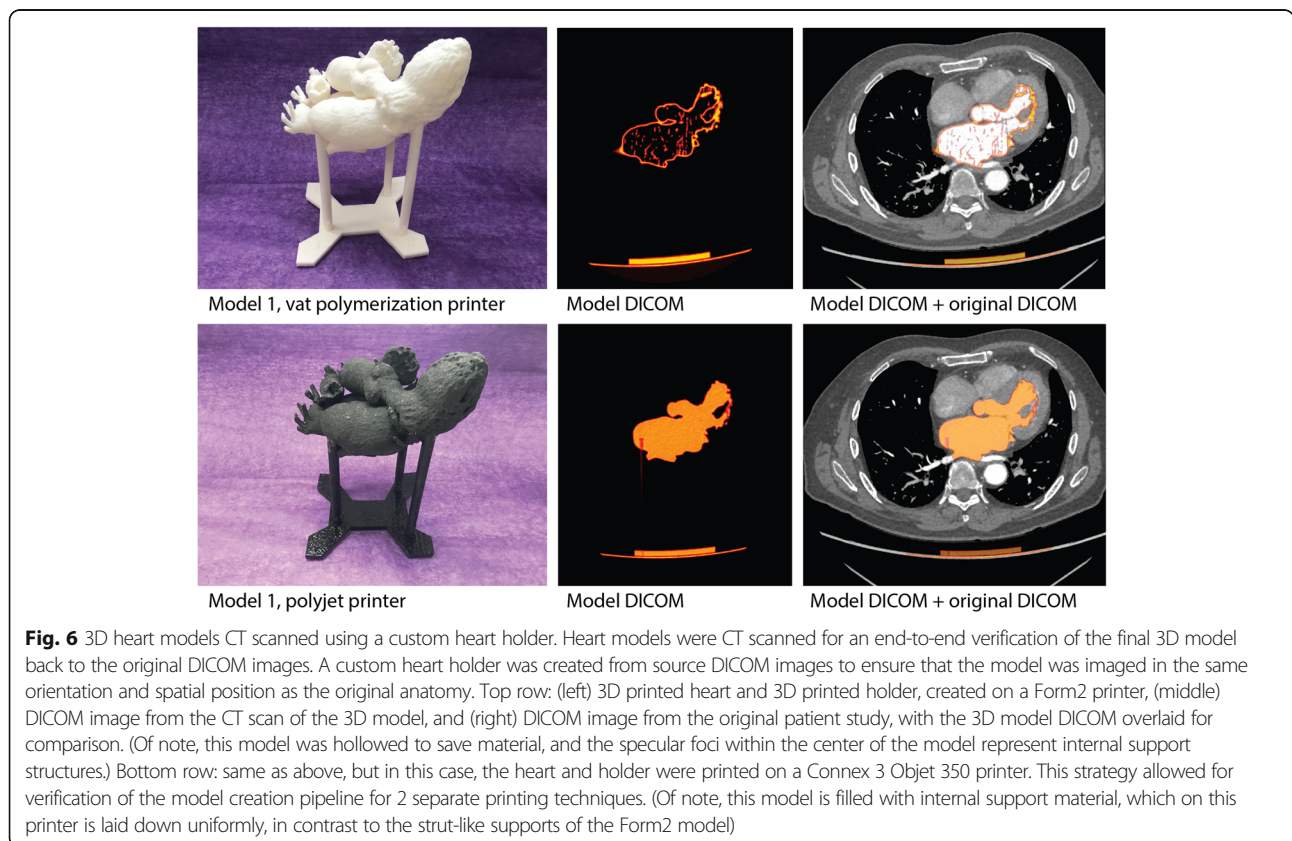 Model 1, vat polymerization printer
Model DICOM
Model DICOM + original DICOM
Model 1, polyjet printer
Model DICOM
Model DICOM + original DICOM
Fig. 6 3D heart models CT scanned using a custom heart holder. Heart models were CT scanned for an end-to-end verification of the final 3D model
back to the original DICOM images. A custom heart holder was created from source DICOM images to ensure that the model was imaged in the same
orientation and spatial position as the original anatomy. Top row: (left) 3D printed heart and 3D printed holder, created on a Form2 printer, (middle)
DICOM image from the CT scan of the 3D model, and (right) DICOM image from the original patient study, with the 3D model DICOM overlaid for
comparison. (Of note, this model was hollowed to save material, and the specular foci within the center of the model represent internal support
structures.) Bottom row: same as above, but in this case, the heart and holder were printed on a Connex 3 Objet 350 printer. This strategy allowed for
verification of the model creation pipeline for 2 separate printing techniques. (Of note, this model is filled with internal support material, which on this
printer is laid down uniformly, in contrast to the strut-like supports of the Form2 model)